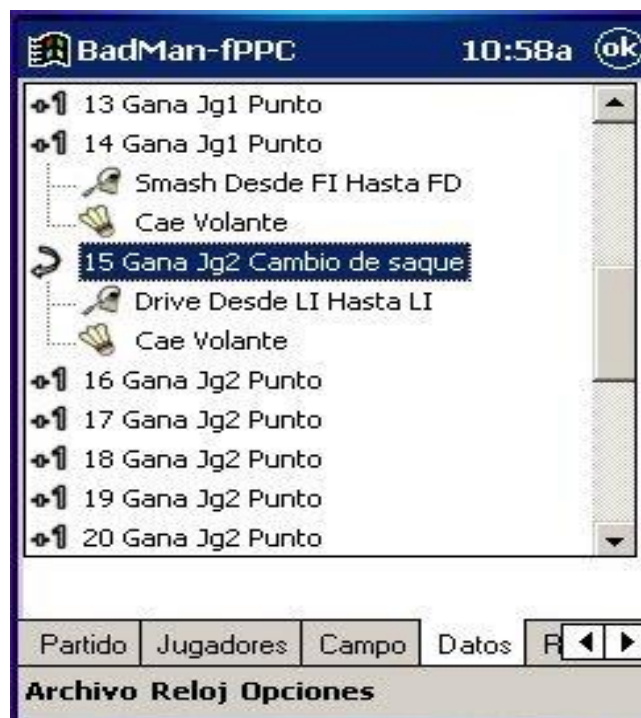 BadMan-fPPC 10:58a ok
13 Gana Jg1 Punto
14 Gana Jg1 Punto
Smash Desde FI Hasta FD
Cae Volante
15 Gana Jg2 Cambio de saque
Drive Desde LI Hasta LI
Cae Volante
16 Gana Jg2 Punto
17 Gana Jg2 Punto
18 Gana Jg2 Punto
19 Gana Jg2 Punto
20 Gana Jg2 Punto
Partido Jugadores Campo Datos R
Archivo Reloj Opciones